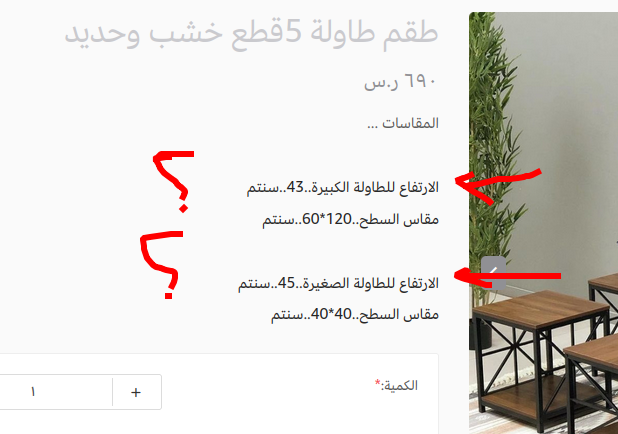 طقم طاولة 5قطع خشب وحديد
٦٩٠ ر.س
المقاسات ...
الارتفاع للطاولة الكبيرة..43..سنتم
مقاس السطح..120*60..سنتم
الارتفاع للطاولة الصغيرة..45..سنتم
مقاس السطح..40*40..سنتم
الكمية:*
+ ١
؟
؟